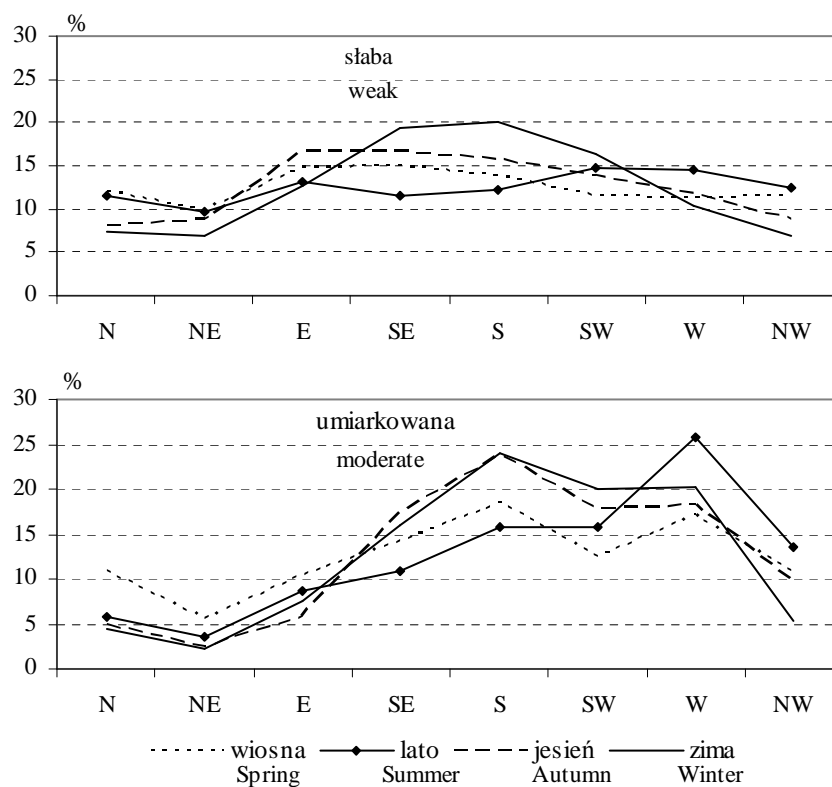 %
30
25
20
15
10
5
0
słaba
weak
N NE E SE S SW W NW
%
30
25
20
15
10
5
0
umiarkowana
moderate
N NE E SE S SW W NW
wiosna lato jesień zima
Spring Summer Autumn Winter